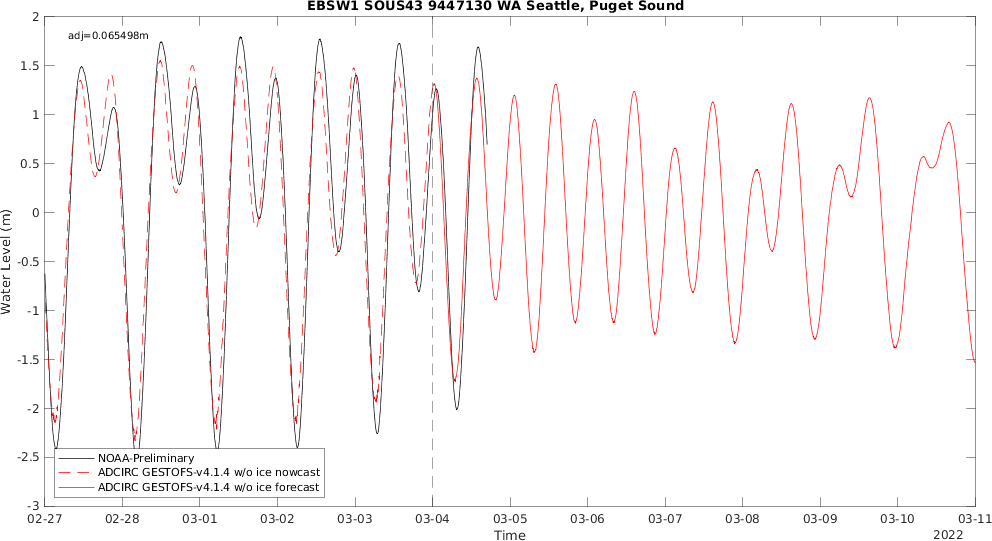 EBSW1 SOUS43 9447130 WA Seattle, Puget Sound
adj=0.065498m
Water Level (m)
2
1.5
1
0.5
0
-0.5
-1
-1.5
-2
-2.5
-3
NOAA-Preliminary
ADCIRC GESTOFS-v4.1.4 w/o ice nowcast
ADCIRC GESTOFS-v4.1.4 w/o ice forecast
02-27 02-28 03-01 03-02 03-03 03-04 03-05 03-06 03-07 03-08 03-09 03-10 03-11
Time
2022